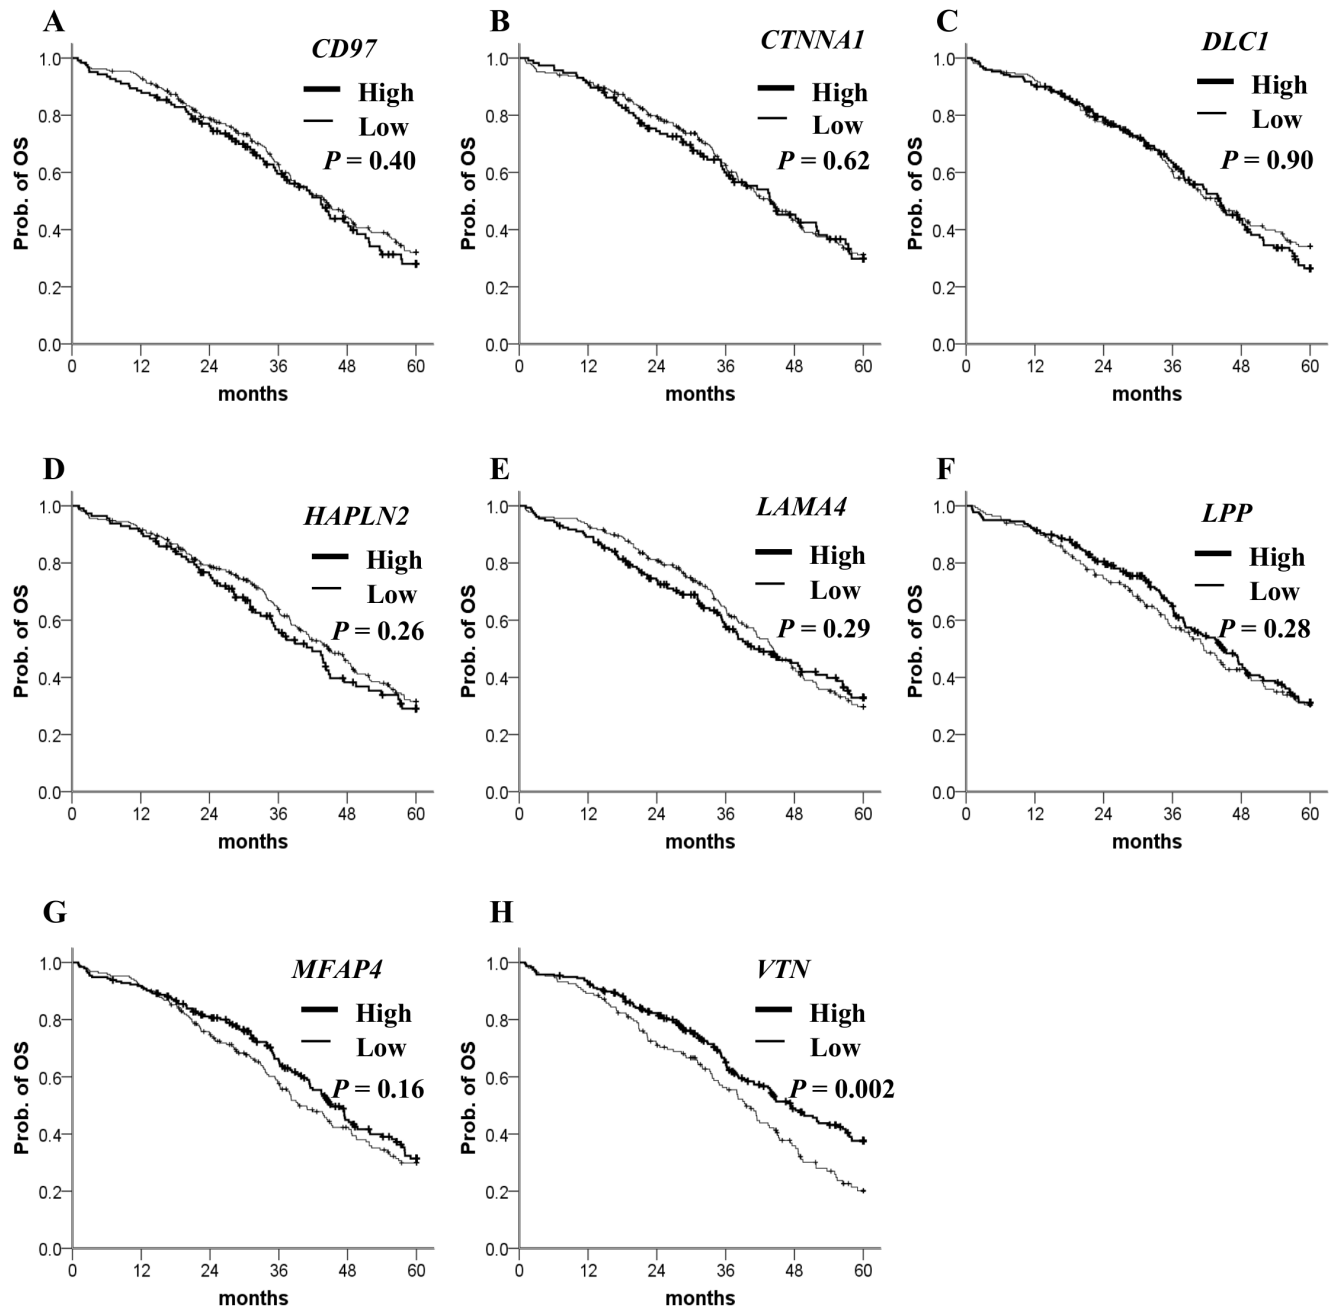 A
CD97
High
Low
P = 0.40
Prob. of OS
1.0
0.8
0.6
0.4
0.2
0.0
0 12 24 36 48 60
months
B
CTNNA1
High
Low
P = 0.62
Prob. of OS
1.0
0.8
0.6
0.4
0.2
0.0
0 12 24 36 48 60
months
C
DLC1
High
Low
P = 0.90
Prob. of OS
1.0
0.8
0.6
0.4
0.2
0.0
0 12 24 36 48 60
months
D
HAPLN2
High
Low
P = 0.26
Prob. of OS
1.0
0.8
0.6
0.4
0.2
0.0
0 12 24 36 48 60
months
E
LAMA4
High
Low
P = 0.29
Prob. of OS
1.0
0.8
0.6
0.4
0.2
0.0
0 12 24 36 48 60
months
F
LPP
High
Low
P = 0.28
Prob. of OS
1.0
0.8
0.6
0.4
0.2
0.0
0 12 24 36 48 60
months
G
MFAP4
High
Low
P = 0.16
Prob. of OS
1.0
0.8
0.6
0.4
0.2
0.0
0 12 24 36 48 60
months
H
VTN
High
Low
P = 0.002
Prob. of OS
1.0
0.8
0.6
0.4
0.2
0.0
0 12 24 36 48 60
months